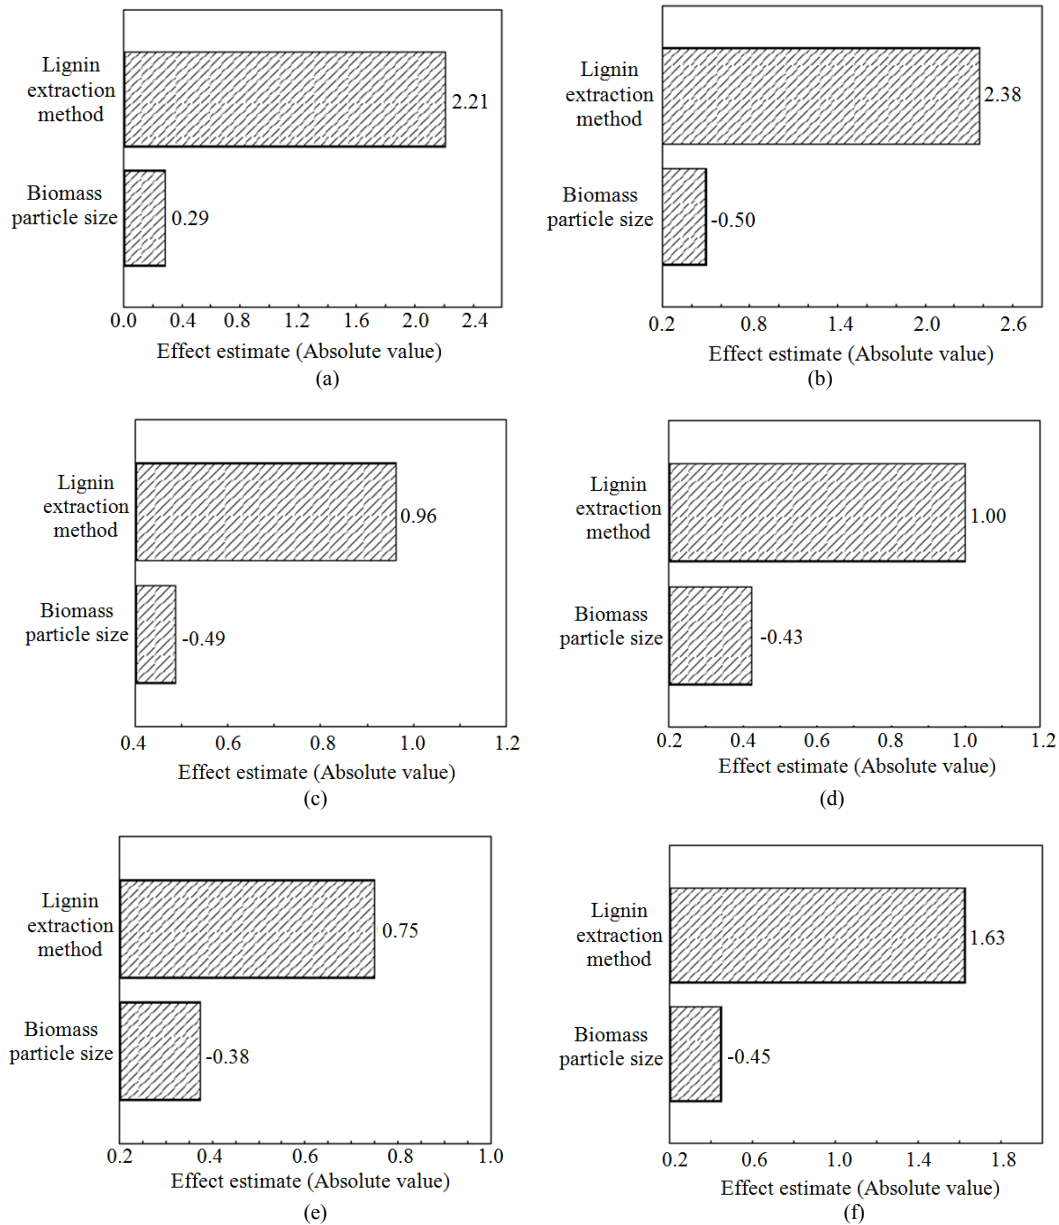 Lignin
extraction
method
2.21
Biomass
particle size
0.29
0.0 0.4 0.8 1.2 1.6 2.0 2.4
Effect estimate (Absolute value)
(a)
Lignin
extraction
method
2.38
Biomass
particle size
-0.50
0.2 0.8 1.4 2.0 2.6
Effect estimate (Absolute value)
(b)
Lignin
extraction
method
0.96
Biomass
particle size
-0.49
0.4 0.6 0.8 1.0 1.2
Effect estimate (Absolute value)
(c)
Lignin
extraction
method
1.00
Biomass
particle size
-0.43
0.2 0.4 0.6 0.8 1.0 1.2
Effect estimate (Absolute value)
(d)
Lignin
extraction
method
0.75
Biomass
particle size
-0.38
0.2 0.4 0.6 0.8 1.0
Effect estimate (Absolute value)
(e)
Lignin
extraction
method
1.63
Biomass
particle size
-0.45
0.2 0.6 1.0 1.4 1.8
Effect estimate (Absolute value)
(f)